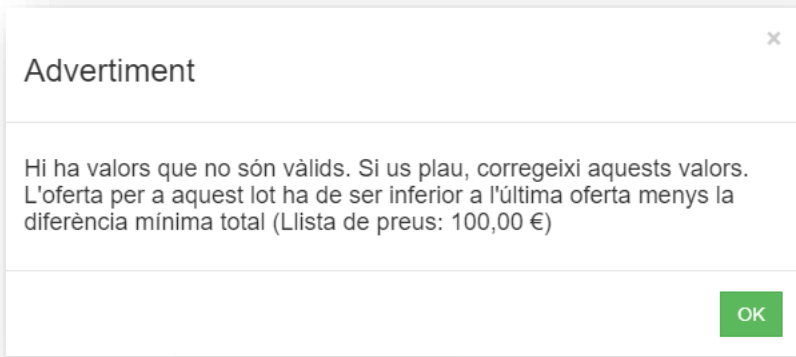 ×
Advertiment
Hi ha valors que no són vàlids. Si us plau, corregeixi aquests valors.
L'oferta per a aquest lot ha de ser inferior a l'última oferta menys la
diferència mínima total (Llista de preus: 100,00 €)
OK